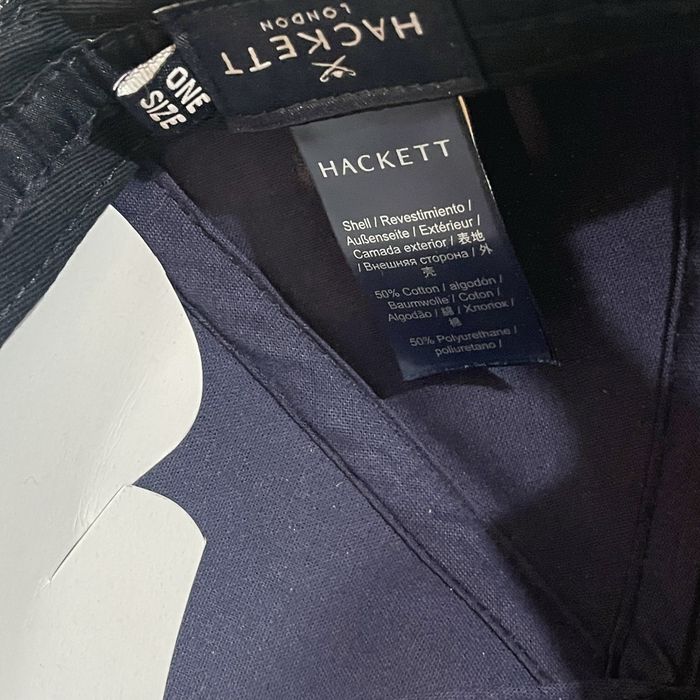 HACKETT
LONDON
ONE
SIZE
HACKETT
Shell / Revestimiento /
Außenseite / Extérieur /
Camada exterior / 表地
/ Внешняя сторона / 外
壳
50% Cotton / algodón /
Baumwolle / Coton /
Algodão / 綿 / Хлопок /
棉
50% Polyurethane /
poliuretano /